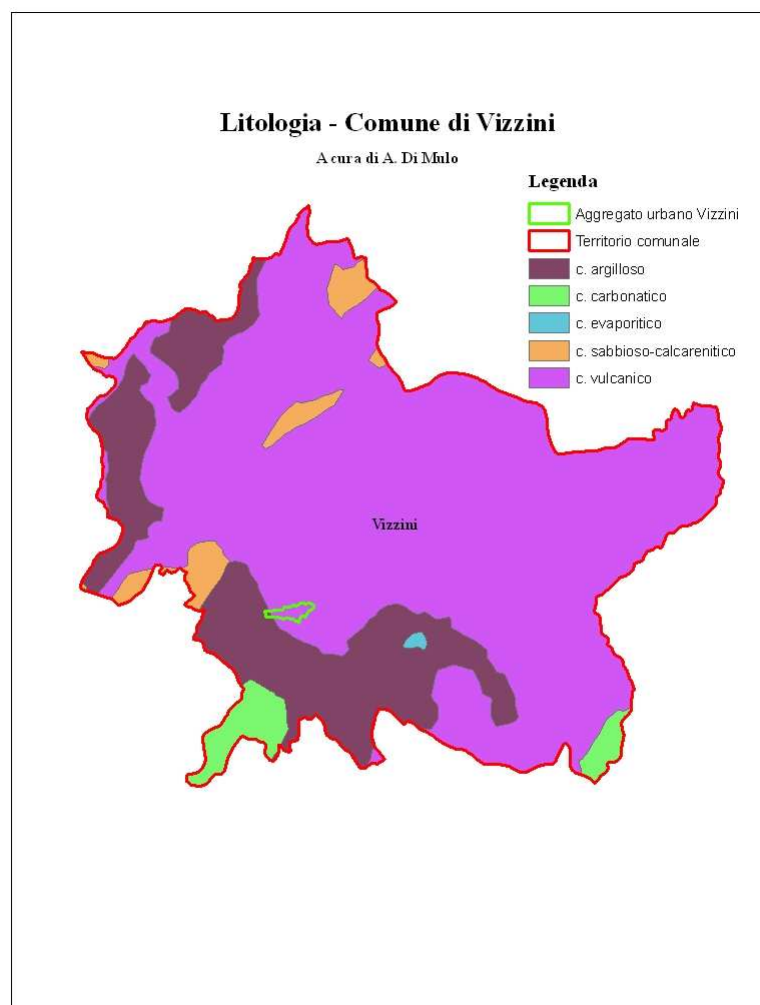 Litologia - Comune di Vizzini
A cura di A. Di Mulo
Legenda
Aggregato urbano Vizzini
Territorio comunale
c. argilloso
c. carbonatico
c. evaporitico
c. sabbioso-calcarenitico
c. vulcanico
Vizzini